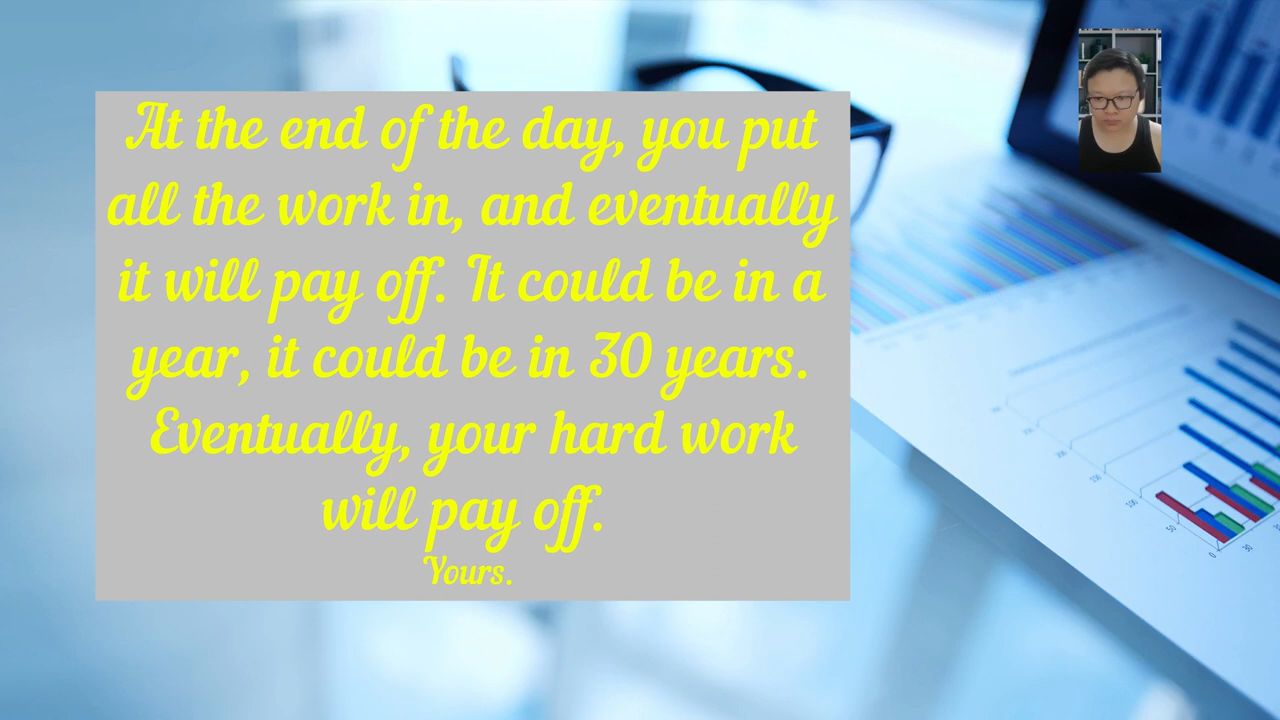 At the end of the day, you put
all the work in, and eventually
it will pay off. It could be in a
year, it could be in 30 years.
Eventually, your hard work
will pay off.
Yours.